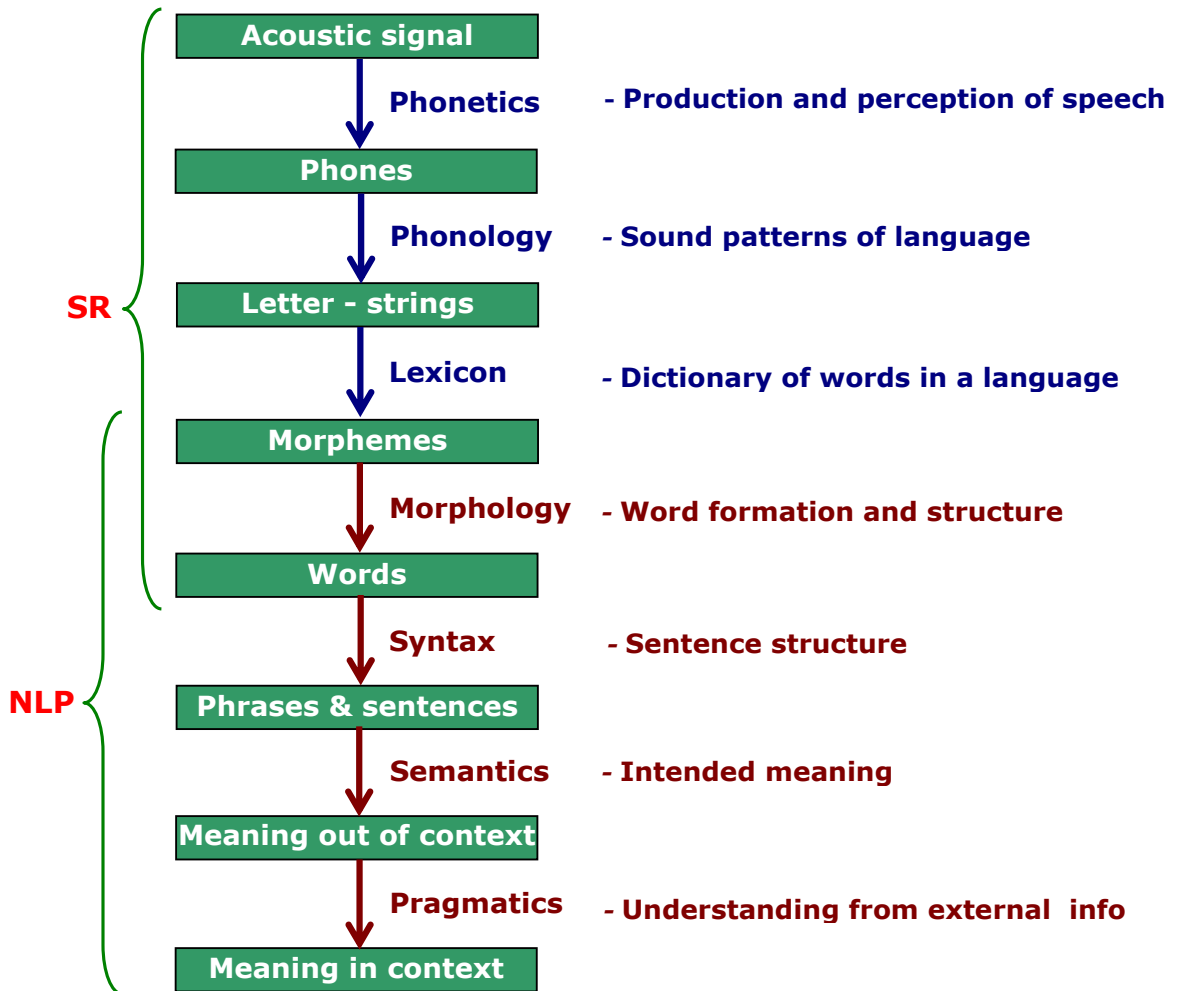 Acoustic signal
Phonetics - Production and perception of speech
Phones
Phonology - Sound patterns of language
SR
Letter - strings
Lexicon - Dictionary of words in a language
Morphemes
Morphology - Word formation and structure
Words
Syntax - Sentence structure
NLP
Phrases & sentences
Semantics - Intended meaning
Meaning out of context
Pragmatics - Understanding from external info
Meaning in context